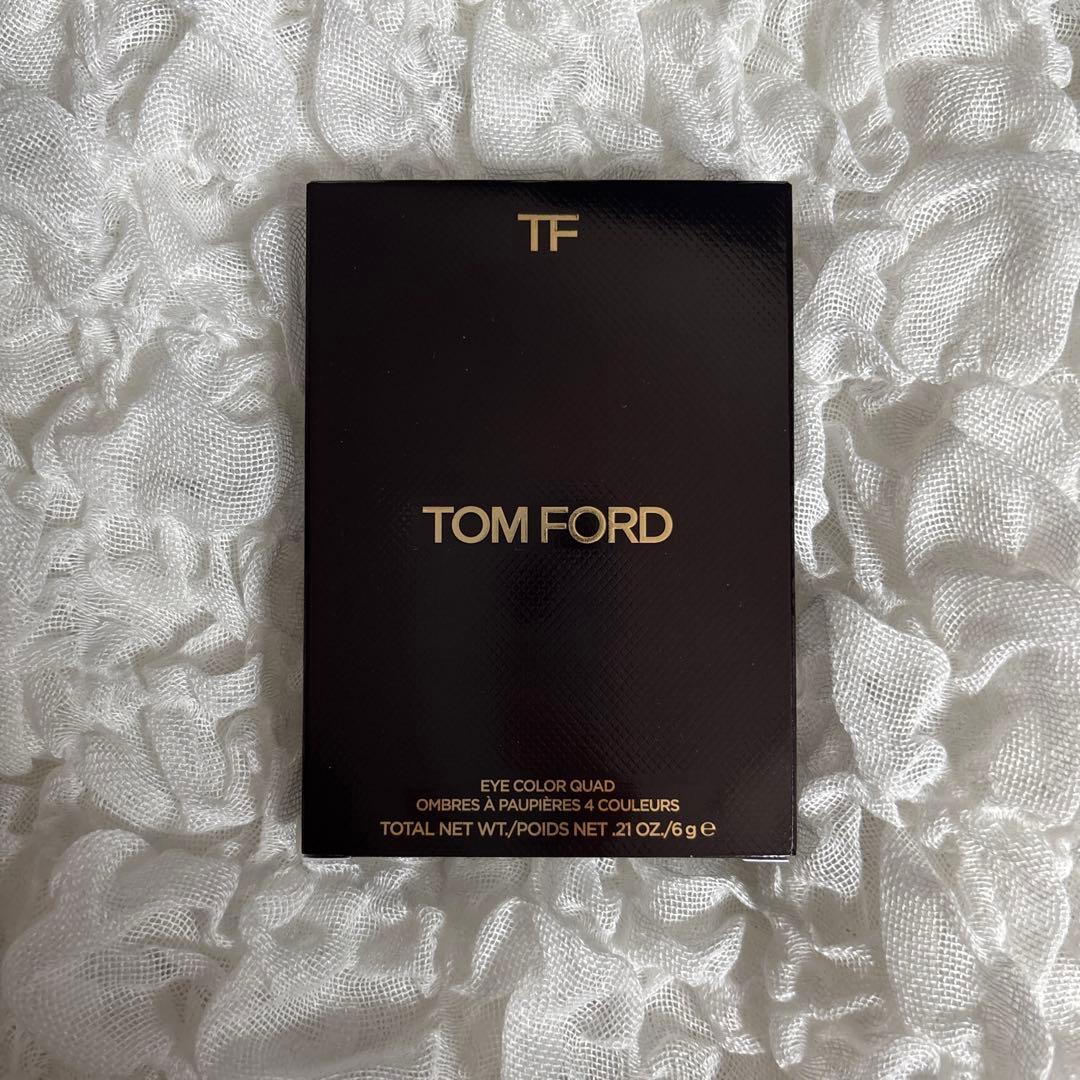 TF
TOM FORD
EYE COLOR QUAD
OMBRES À PAUPIÈRES 4 COULEURS
TOTAL NET WT./POIDS NET .21 OZ./6 g ℮